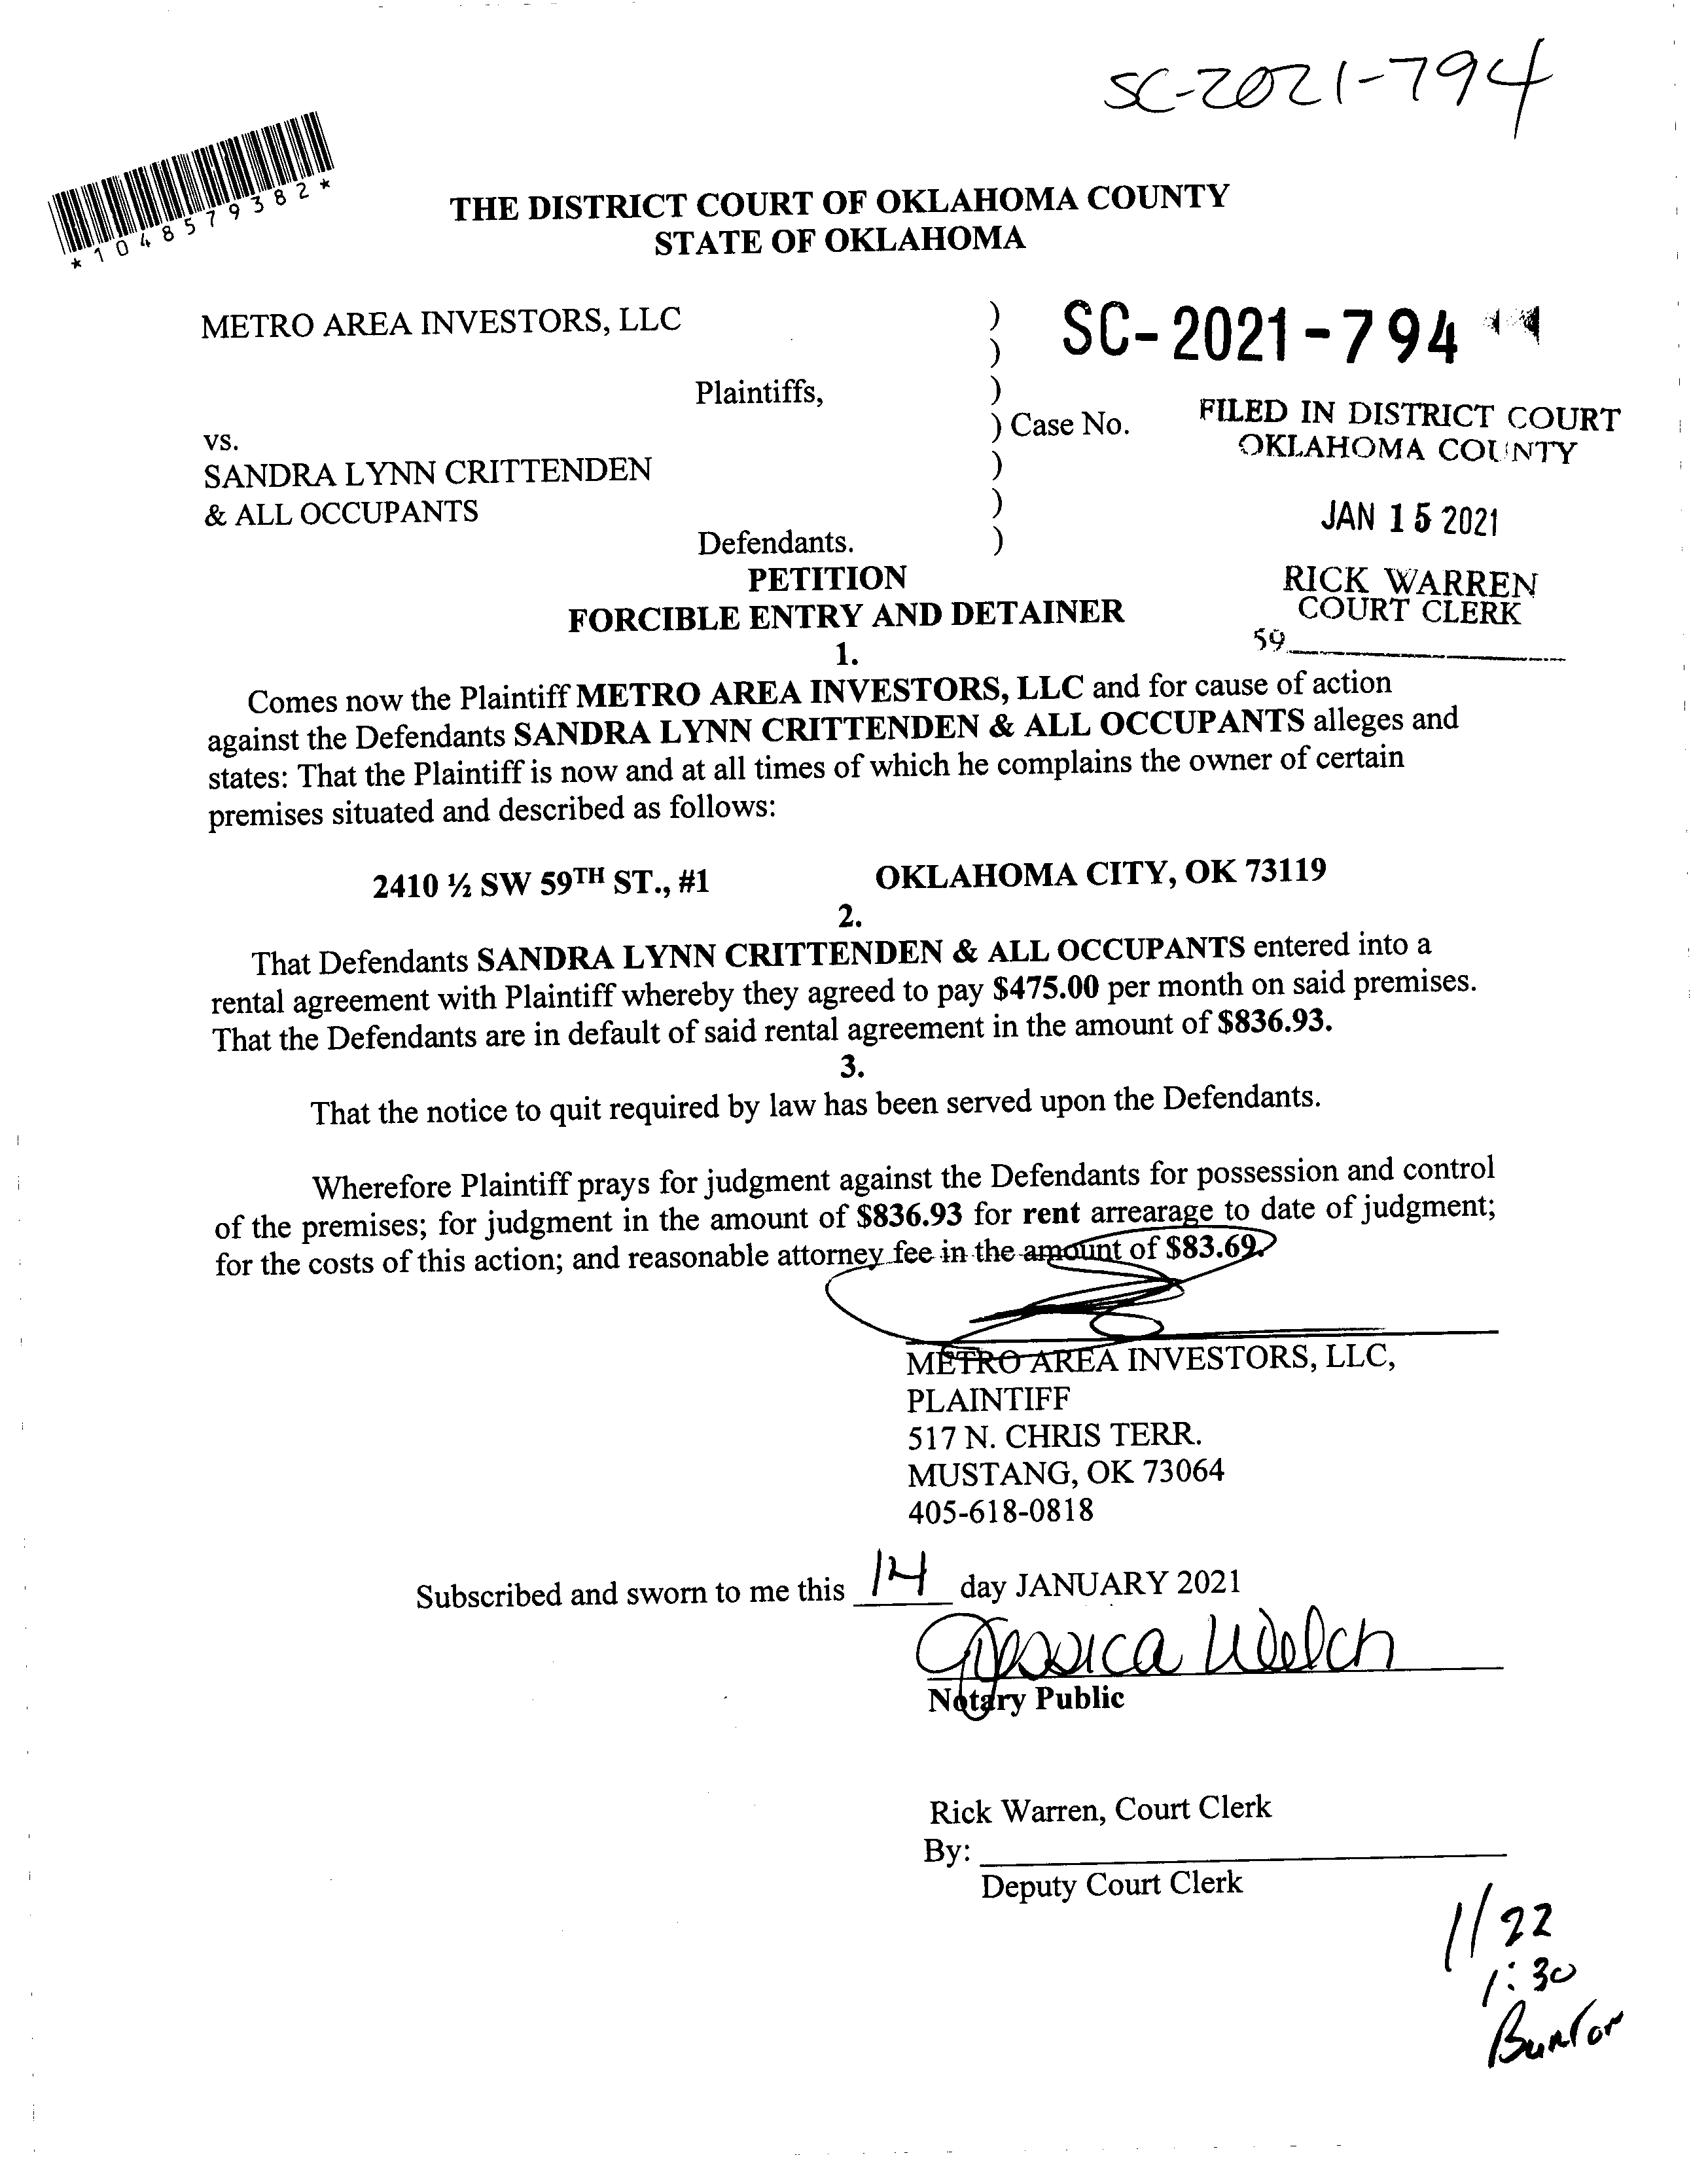 SC-2021-794
*1048579382*
THE DISTRICT COURT OF OKLAHOMA COUNTY
STATE OF OKLAHOMA
METRO AREA INVESTORS, LLC )
) SC-2021-794
Plaintiffs, )
) Case No. FILED IN DISTRICT COURT
vs. OKLAHOMA COUNTY
SANDRA LYNN CRITTENDEN )
& ALL OCCUPANTS ) JAN 15 2021
Defendants. )
PETITION RICK WARREN
FORCIBLE ENTRY AND DETAINER COURT CLERK
59
1.
Comes now the Plaintiff METRO AREA INVESTORS, LLC and for cause of action
against the Defendants SANDRA LYNN CRITTENDEN & ALL OCCUPANTS alleges and
states: That the Plaintiff is now and at all times of which he complains the owner of certain
premises situated and described as follows:
2410 ½ SW 59TH ST., #1 OKLAHOMA CITY, OK 73119
2.
That Defendants SANDRA LYNN CRITTENDEN & ALL OCCUPANTS entered into a
rental agreement with Plaintiff whereby they agreed to pay $475.00 per month on said premises.
That the Defendants are in default of said rental agreement in the amount of $836.93.
3.
That the notice to quit required by law has been served upon the Defendants.
Wherefore Plaintiff prays for judgment against the Defendants for possession and control
of the premises; for judgment in the amount of $836.93 for rent arrearage to date of judgment;
for the costs of this action; and reasonable attorney fee in the amount of $83.69.
METRO AREA INVESTORS, LLC,
PLAINTIFF
517 N. CHRIS TERR.
MUSTANG, OK 73064
405-618-0818
Subscribed and sworn to me this 14 day JANUARY 2021
Jessica Welch
Notary Public
Rick Warren, Court Clerk
By:
Deputy Court Clerk
1/22
1:30